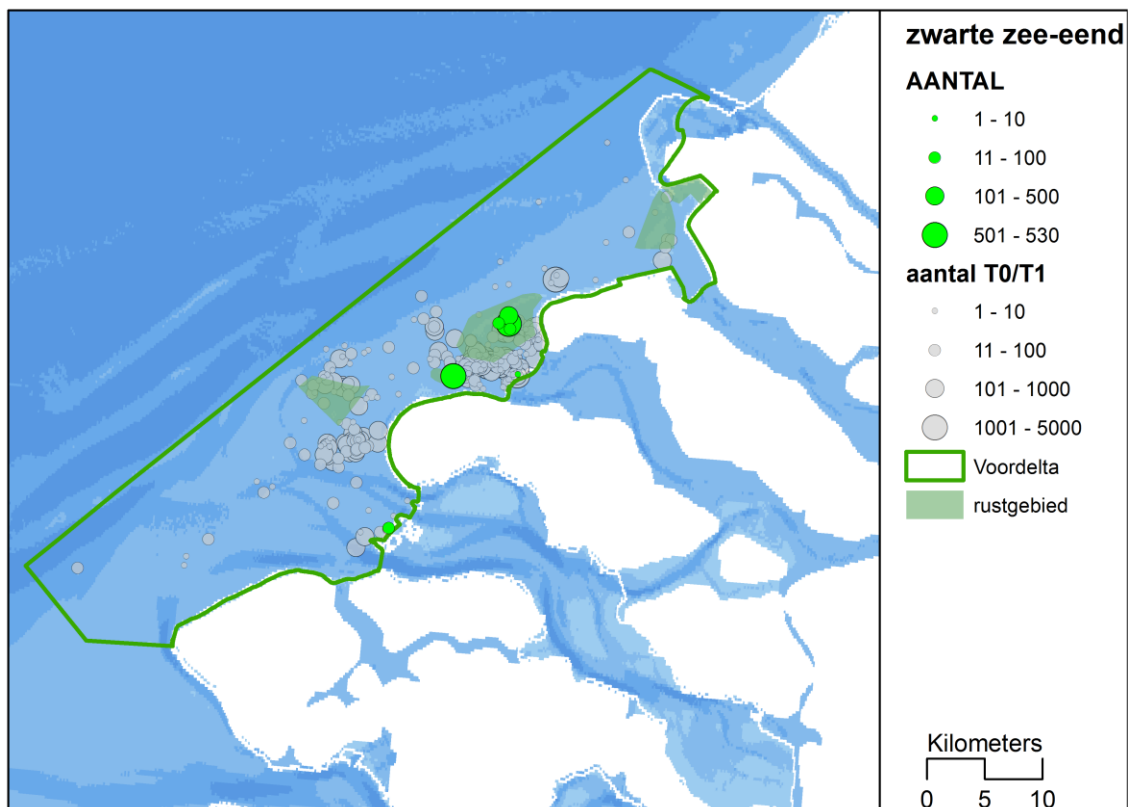 zwarte zee-eend
AANTAL
1 - 10
11 - 100
101 - 500
501 - 530
aantal T0/T1
1 - 10
11 - 100
101 - 1000
1001 - 5000
Voordelta
rustgebied
Kilometers
0 5 10